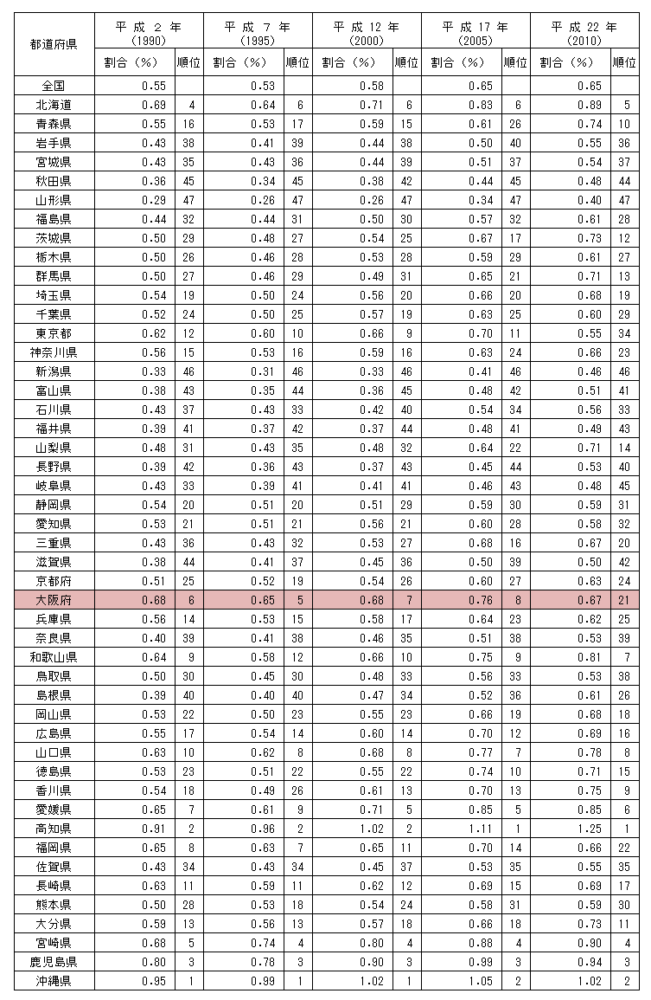 都道府県 平成２年 平成７年 平成12年 平成17年 平成22年
(1990) (1995) (2000) (2005) (2010)
割合（％） 順位 割合（％） 順位 割合（％） 順位 割合（％） 順位 割合（％） 順位
全国 0.55 0.53 0.58 0.65 0.65
北海道 0.69 4 0.64 6 0.71 6 0.83 6 0.89 5
青森県 0.55 16 0.53 17 0.59 15 0.61 26 0.74 10
岩手県 0.43 38 0.41 39 0.44 38 0.50 40 0.55 36
宮城県 0.43 35 0.43 36 0.44 39 0.51 37 0.54 37
秋田県 0.36 45 0.34 45 0.38 42 0.44 45 0.48 44
山形県 0.29 47 0.26 47 0.26 47 0.34 47 0.40 47
福島県 0.44 32 0.44 31 0.50 30 0.57 32 0.61 28
茨城県 0.50 29 0.48 27 0.54 25 0.67 17 0.73 12
栃木県 0.50 26 0.46 28 0.53 28 0.59 29 0.61 27
群馬県 0.50 27 0.46 29 0.49 31 0.65 21 0.71 13
埼玉県 0.54 19 0.50 24 0.56 20 0.66 20 0.68 19
千葉県 0.52 24 0.50 25 0.57 19 0.63 25 0.60 29
東京都 0.62 12 0.60 10 0.66 9 0.70 11 0.55 34
神奈川県 0.56 15 0.53 16 0.59 16 0.63 24 0.66 23
新潟県 0.33 46 0.31 46 0.33 46 0.41 46 0.46 46
富山県 0.38 43 0.35 44 0.36 45 0.48 42 0.51 41
石川県 0.43 37 0.43 33 0.42 40 0.54 34 0.56 33
福井県 0.39 41 0.37 42 0.37 44 0.48 41 0.49 43
山梨県 0.48 31 0.43 35 0.48 32 0.64 22 0.71 14
長野県 0.39 42 0.36 43 0.37 43 0.45 44 0.53 40
岐阜県 0.43 33 0.39 41 0.41 41 0.46 43 0.48 45
静岡県 0.54 20 0.51 20 0.51 29 0.59 30 0.59 31
愛知県 0.53 21 0.51 21 0.56 21 0.60 28 0.58 32
三重県 0.43 36 0.43 32 0.53 27 0.68 16 0.67 20
滋賀県 0.38 44 0.41 37 0.45 36 0.50 39 0.50 42
京都府 0.51 25 0.52 19 0.54 26 0.60 27 0.63 24
大阪府 0.68 6 0.65 5 0.68 7 0.76 8 0.67 21
兵庫県 0.56 14 0.53 15 0.58 17 0.64 23 0.62 25
奈良県 0.40 39 0.41 38 0.46 35 0.51 38 0.53 39
和歌山県 0.64 9 0.58 12 0.66 10 0.75 9 0.81 7
鳥取県 0.50 30 0.45 30 0.48 33 0.56 33 0.53 38
島根県 0.39 40 0.40 40 0.47 34 0.52 36 0.61 26
岡山県 0.53 22 0.50 23 0.55 23 0.66 19 0.68 18
広島県 0.55 17 0.54 14 0.60 14 0.70 12 0.69 16
山口県 0.63 10 0.62 8 0.68 8 0.77 7 0.78 8
徳島県 0.53 23 0.51 22 0.55 22 0.74 10 0.71 15
香川県 0.54 18 0.49 26 0.61 13 0.70 13 0.75 9
愛媛県 0.65 7 0.61 9 0.71 5 0.85 5 0.85 6
高知県 0.91 2 0.96 2 1.02 2 1.11 1 1.25 1
福岡県 0.65 8 0.63 7 0.65 11 0.70 14 0.66 22
佐賀県 0.43 34 0.43 34 0.45 37 0.53 35 0.55 35
長崎県 0.63 11 0.59 11 0.62 12 0.69 15 0.69 17
熊本県 0.50 28 0.53 18 0.54 24 0.58 31 0.59 30
大分県 0.59 13 0.56 13 0.57 18 0.66 18 0.73 11
宮崎県 0.68 5 0.74 4 0.80 4 0.88 4 0.90 4
鹿児島県 0.80 3 0.78 3 0.90 3 0.99 3 0.94 3
沖縄県 0.95 1 0.99 1 1.02 1 1.05 2 1.02 2